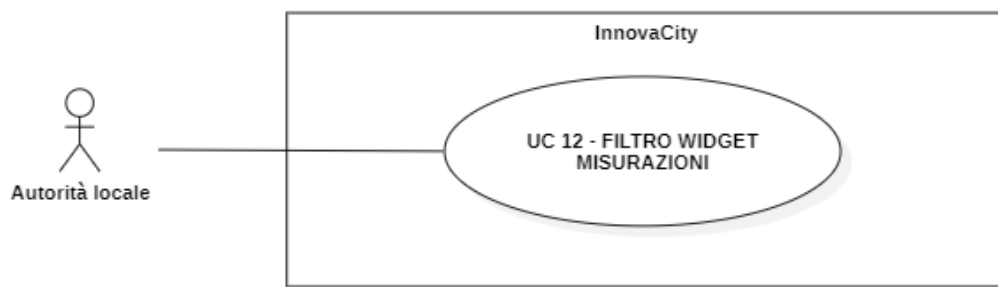 InnovaCity
UC 12 - FILTRO WIDGET
MISURAZIONI
Autorità locale